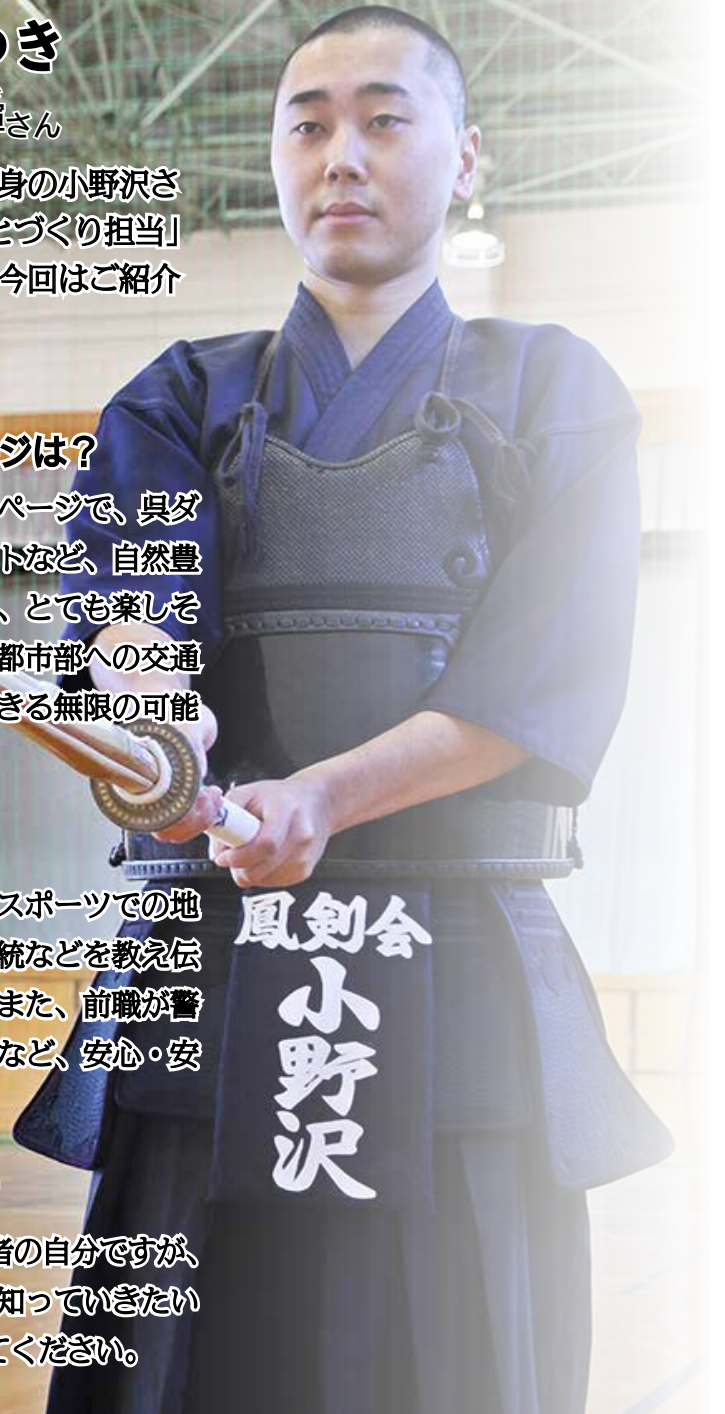 つき
さん
身の小野沢さ
とづくり担当」
今回はご紹介
ジは？
ページで、呉ダ
トなど、自然豊
、とても楽しそ
都市部への交通
きる無限の可能
スポーツでの地
統などを教え伝
また、前職が警
など、安心・安
者の自分ですが、
知っていきたい
てください。
鳳剣会
小野沢